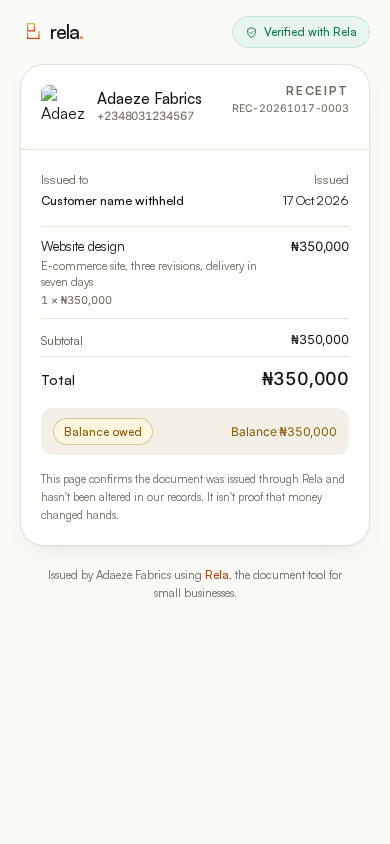 rela.
Verified with Rela
Adaez
Adaeze Fabrics
+2348031234567
RECEIPT
REC-20261017-0003
Issued to
Issued
Customer name withheld
17 Oct 2026
Website design
₦350,000
E-commerce site, three revisions, delivery in
seven days
1 × ₦350,000
Subtotal
₦350,000
Total
₦350,000
Balance owed
Balance ₦350,000
This page confirms the document was issued through Rela and
hasn't been altered in our records. It isn't proof that money
changed hands.
Issued by Adaeze Fabrics using Rela, the document tool for
small businesses.